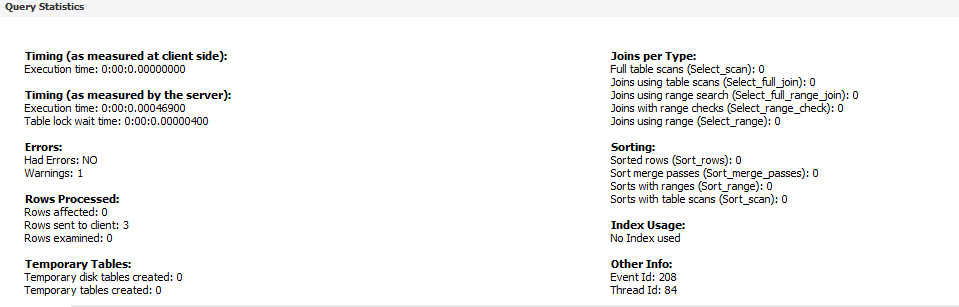 Query Statistics
Timing (as measured at client side):
Execution time: 0:00:0.00000000
Timing (as measured by the server):
Execution time: 0:00:0.00046900
Table lock wait time: 0:00:0.00000400
Errors:
Had Errors: NO
Warnings: 1
Rows Processed:
Rows affected: 0
Rows sent to client: 3
Rows examined: 0
Temporary Tables:
Temporary disk tables created: 0
Temporary tables created: 0
Joins per Type:
Full table scans (Select_scan): 0
Joins using table scans (Select_full_join): 0
Joins using range search (Select_full_range_join): 0
Joins with range checks (Select_range_check): 0
Joins using range (Select_range): 0
Sorting:
Sorted rows (Sort_rows): 0
Sort merge passes (Sort_merge_passes): 0
Sorts with ranges (Sort_range): 0
Sorts with table scans (Sort_scan): 0
Index Usage:
No Index used
Other Info:
Event Id: 208
Thread Id: 84